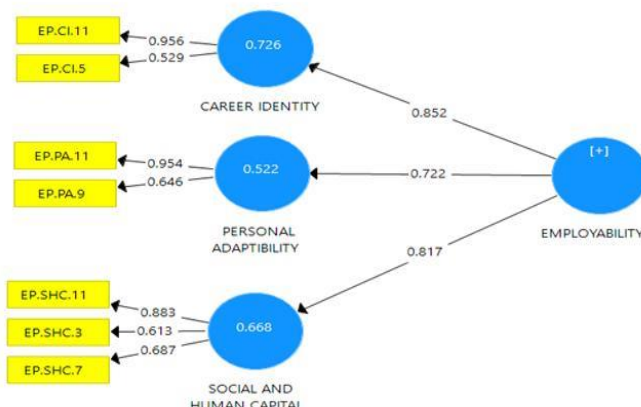 EP.CI.11
0.956
0.529
EP.CI.5
0.726
CAREER IDENTITY
0.852
EP.PA.11
0.954
0.646
EP.PA.9
0.522
PERSONAL
ADAPTIBILITY
0.722
[+]
EMPLOYABILITY
0.817
EP.SHC.11
0.883
EP.SHC.3
0.613
0.687
EP.SHC.7
0.668
SOCIAL AND
HUMAN CAPITAL